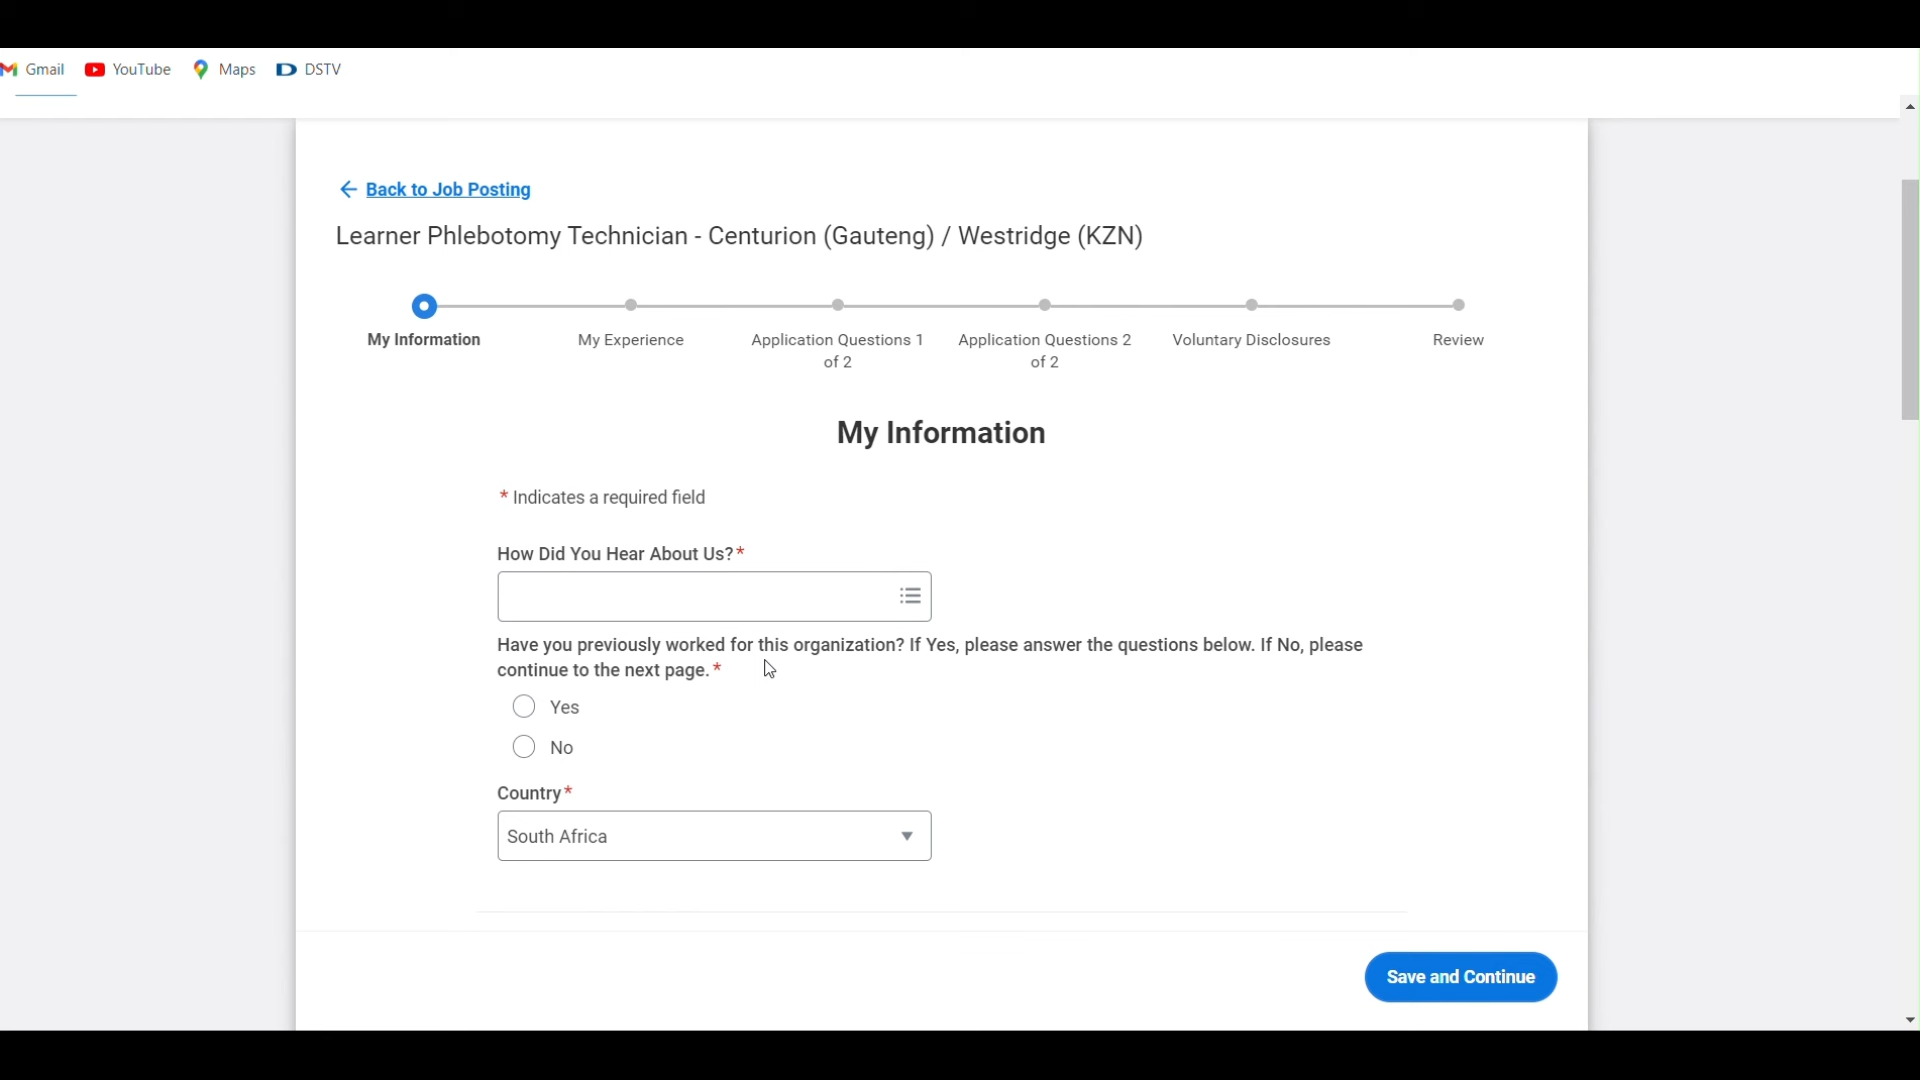 Gmail YouTube Maps DSTV
Back to Job Posting
Learner Phlebotomy Technician - Centurion (Gauteng) / Westridge (KZN)
My Information My Experience Application Questions 1 Application Questions 2 Voluntary Disclosures Review
of 2 of 2
My Information
* Indicates a required field
How Did You Hear About Us?*
Have you previously worked for this organization? If Yes, please answer the questions below. If No, please
continue to the next page.*
Yes
No
Country*
South Africa
Save and Continue